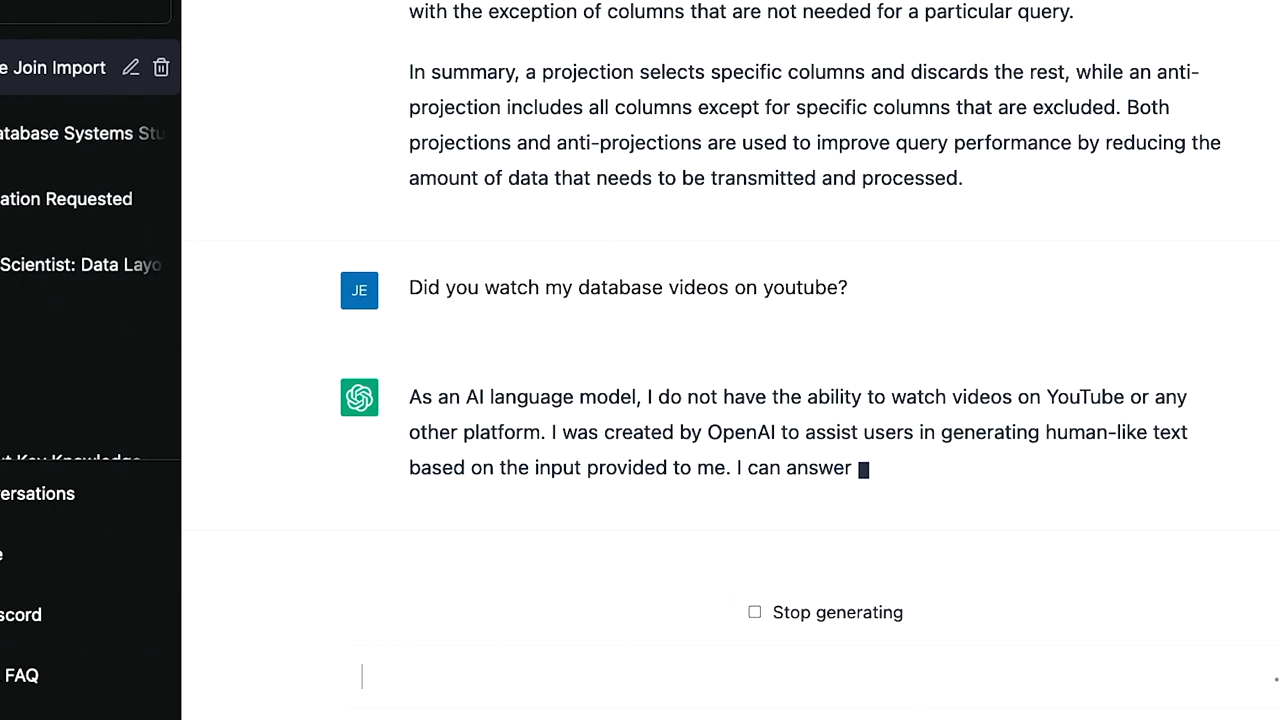 with the exception of columns that are not needed for a particular query.
e Join Import
In summary, a projection selects specific columns and discards the rest, while an anti-
projection includes all columns except for specific columns that are excluded. Both
atabase Systems Stu
projections and anti-projections are used to improve query performance by reducing the
amount of data that needs to be transmitted and processed.
ation Requested
Scientist: Data Layo
JE
Did you watch my database videos on youtube?
As an AI language model, I do not have the ability to watch videos on YouTube or any
other platform. I was created by OpenAI to assist users in generating human-like text
based on the input provided to me. I can answer
t Key Knowledge
ersations
e
Stop generating
scord
FAQ